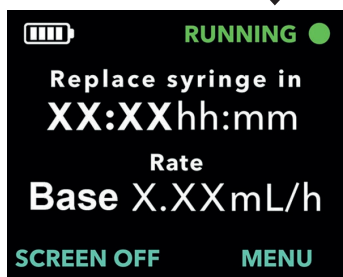 RUNNING
Replace syringe in
XX:XXhh:mm
Rate
Base X.XXmL/h
SCREEN OFF MENU